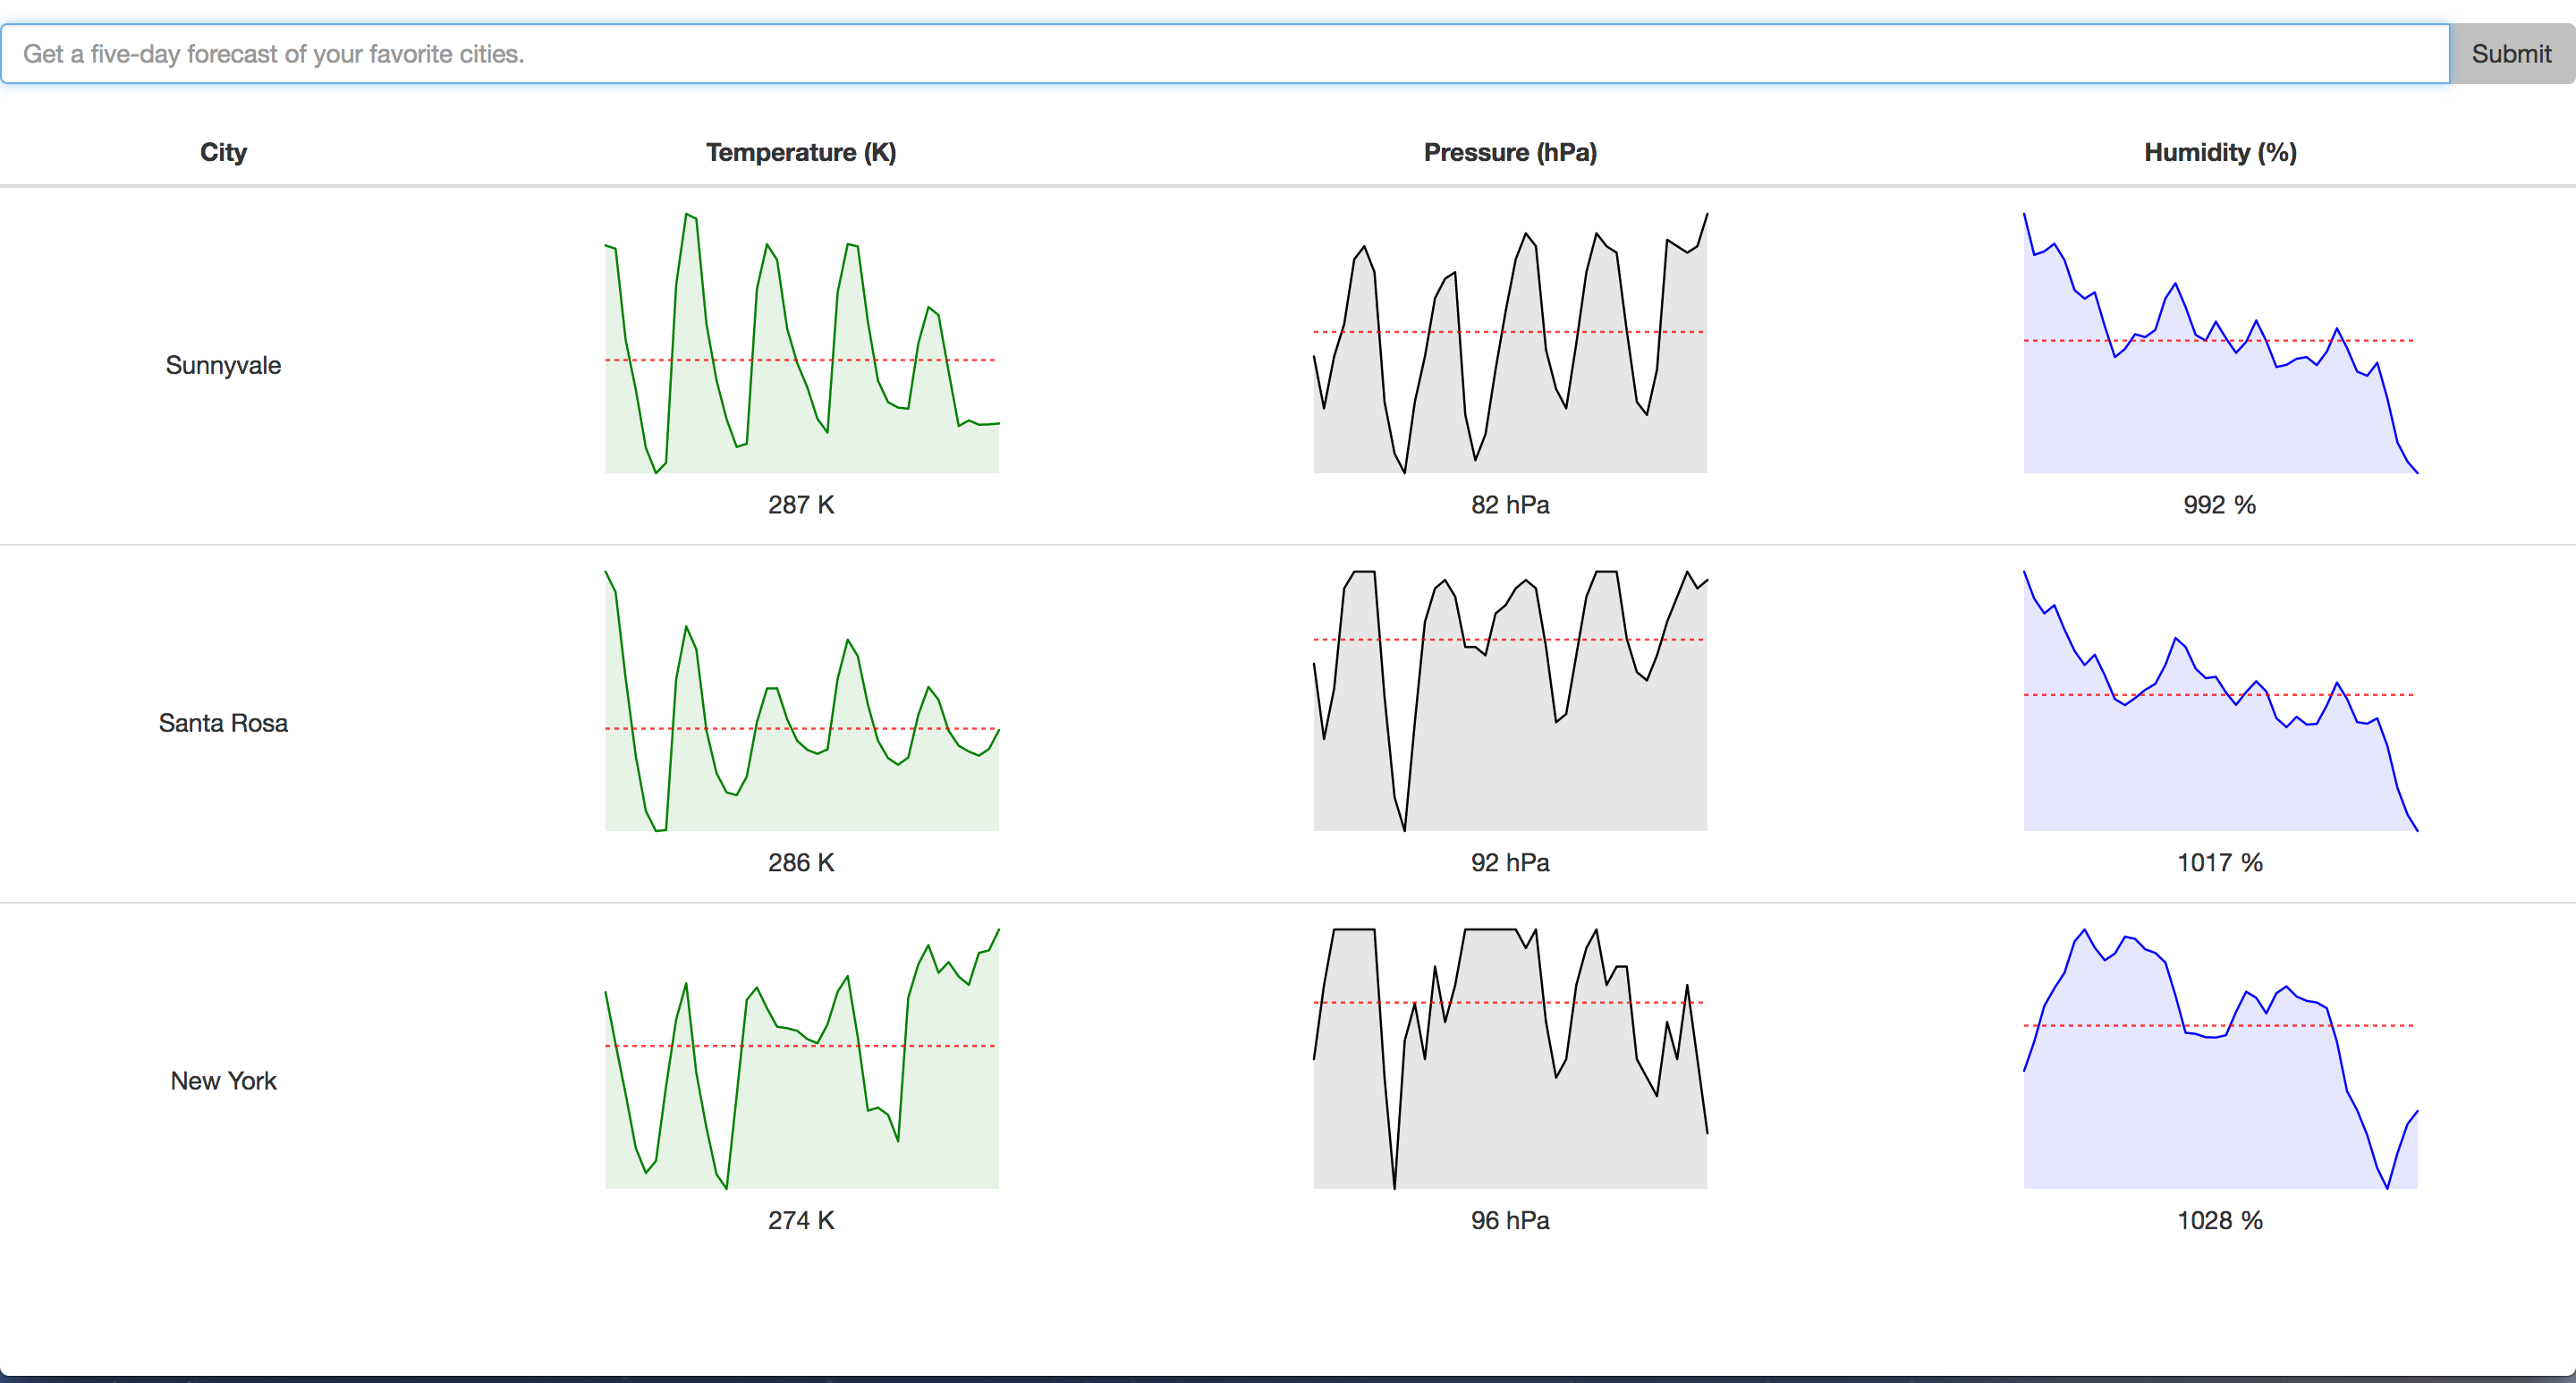 Get a five-day forecast of your favorite cities.
Submit
City
Temperature (K)
Pressure (hPa)
Humidity (%)
Sunnyvale
287 K
82 hPa
992 %
Santa Rosa
286 K
92 hPa
1017 %
New York
274 K
96 hPa
1028 %